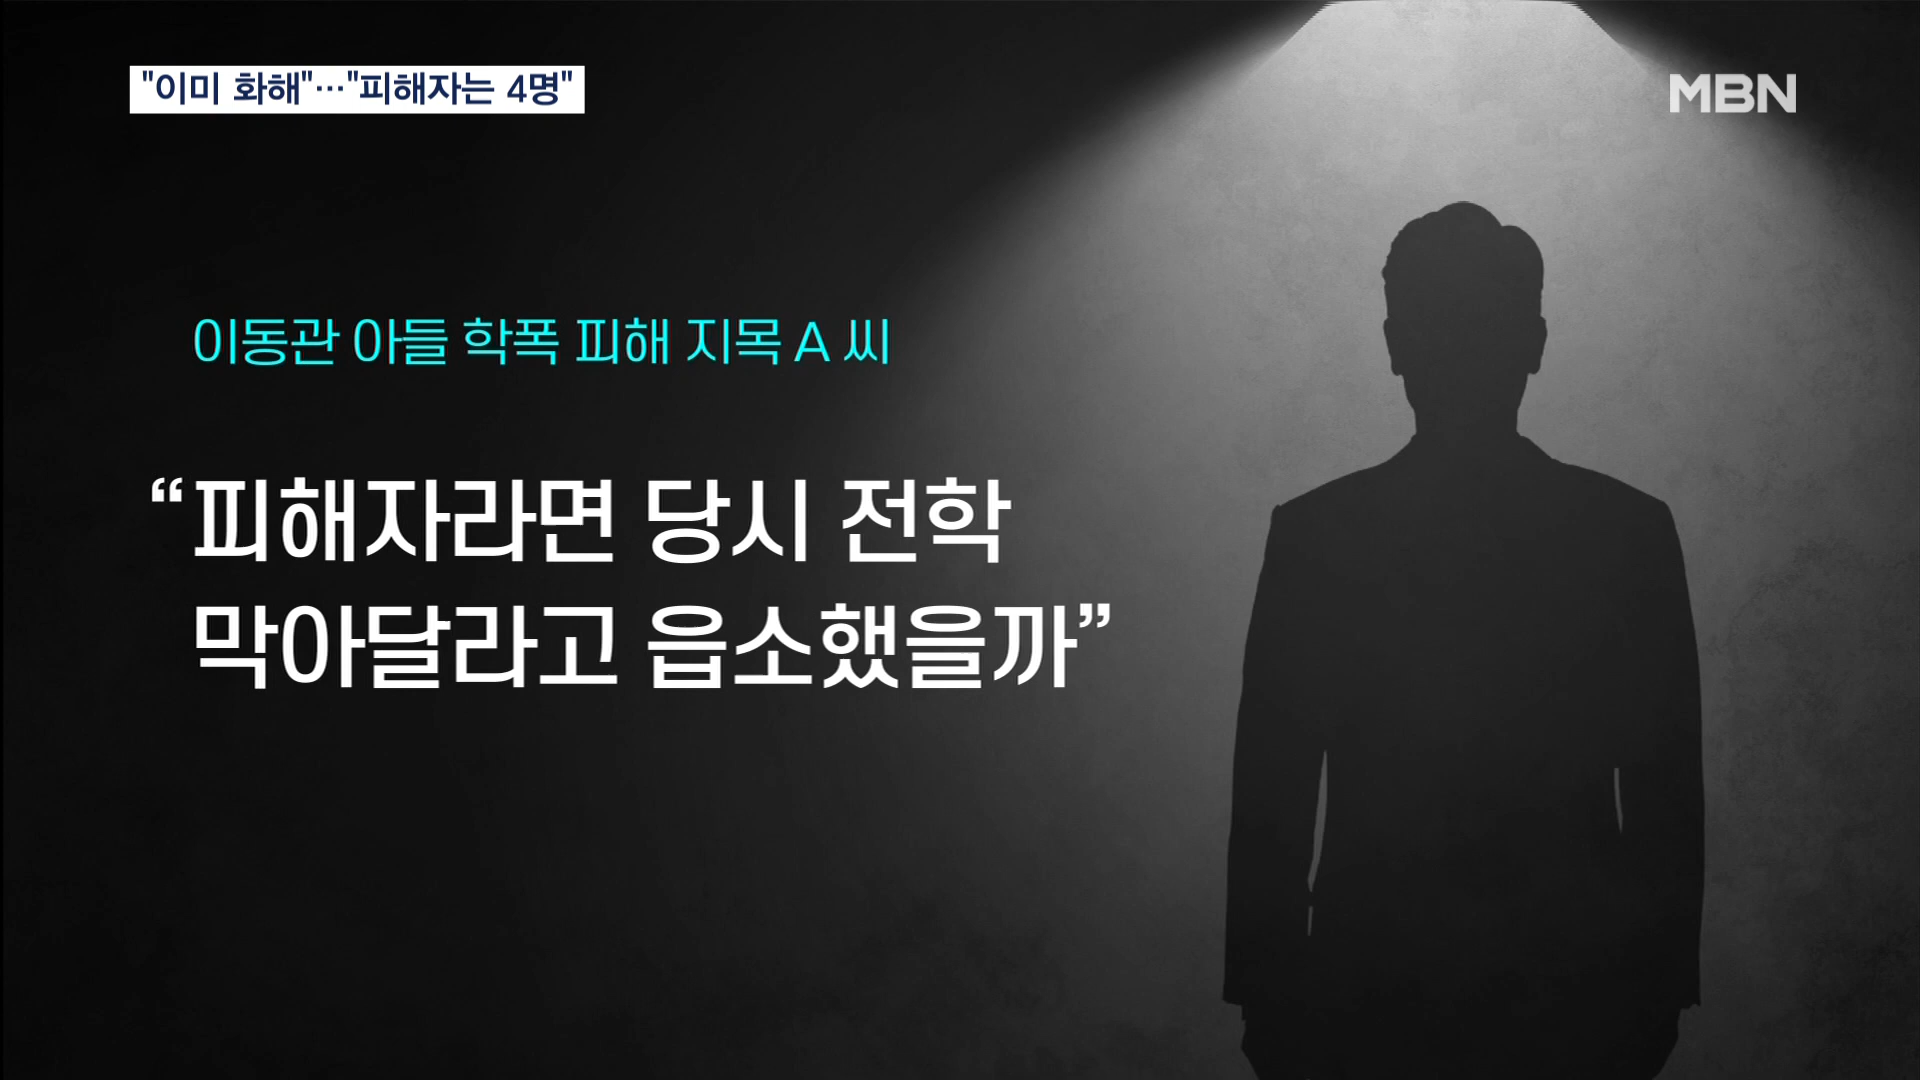 "이미 화해"…"피해자는 4명"
MBN
이동관 아들 학폭 피해 지목 A 씨
“피해자라면 당시 전학
막아달라고 읍소했을까”